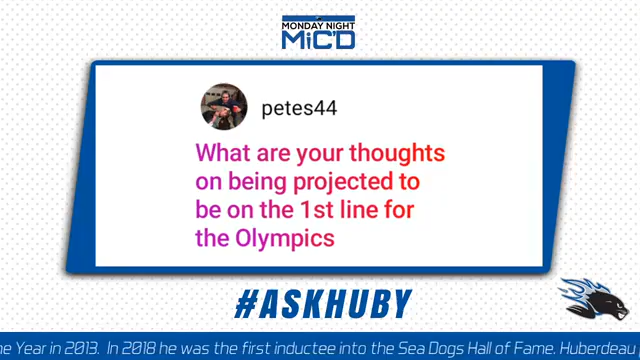 MONDAY NIGHT
MiC'D
petes44
What are your thoughts
on being projected to
be on the 1st line for
the Olympics
#ASKHUBY
e Year in 2013. In 2018 he was the first inductee into the Sea Dogs Hall of Fame. Huberdeau